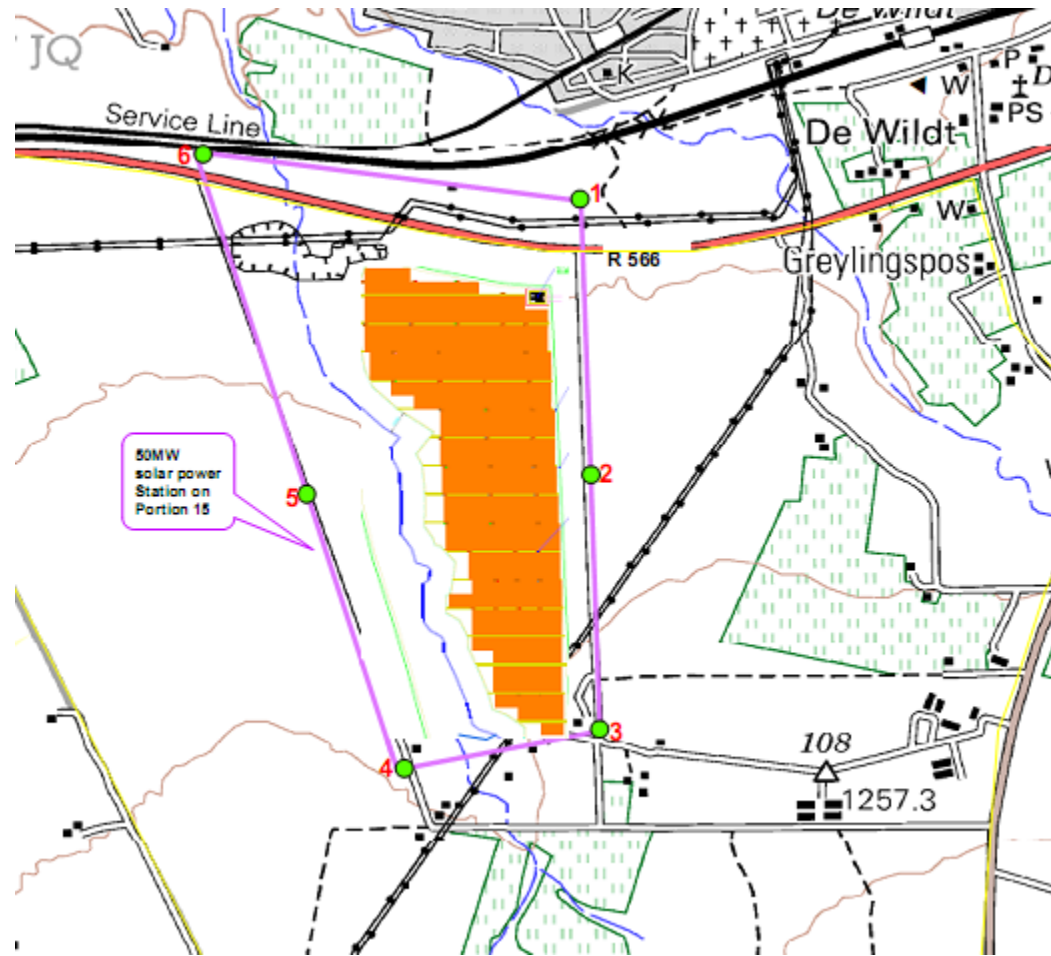 De Wildt
JQ
K
P
D
W
PS
Service Line
De Wildt
6
1
W
R 566
Greylingspos
50MW
solar power
Station on
Portion 15
2
5
3
108
4
1257.3